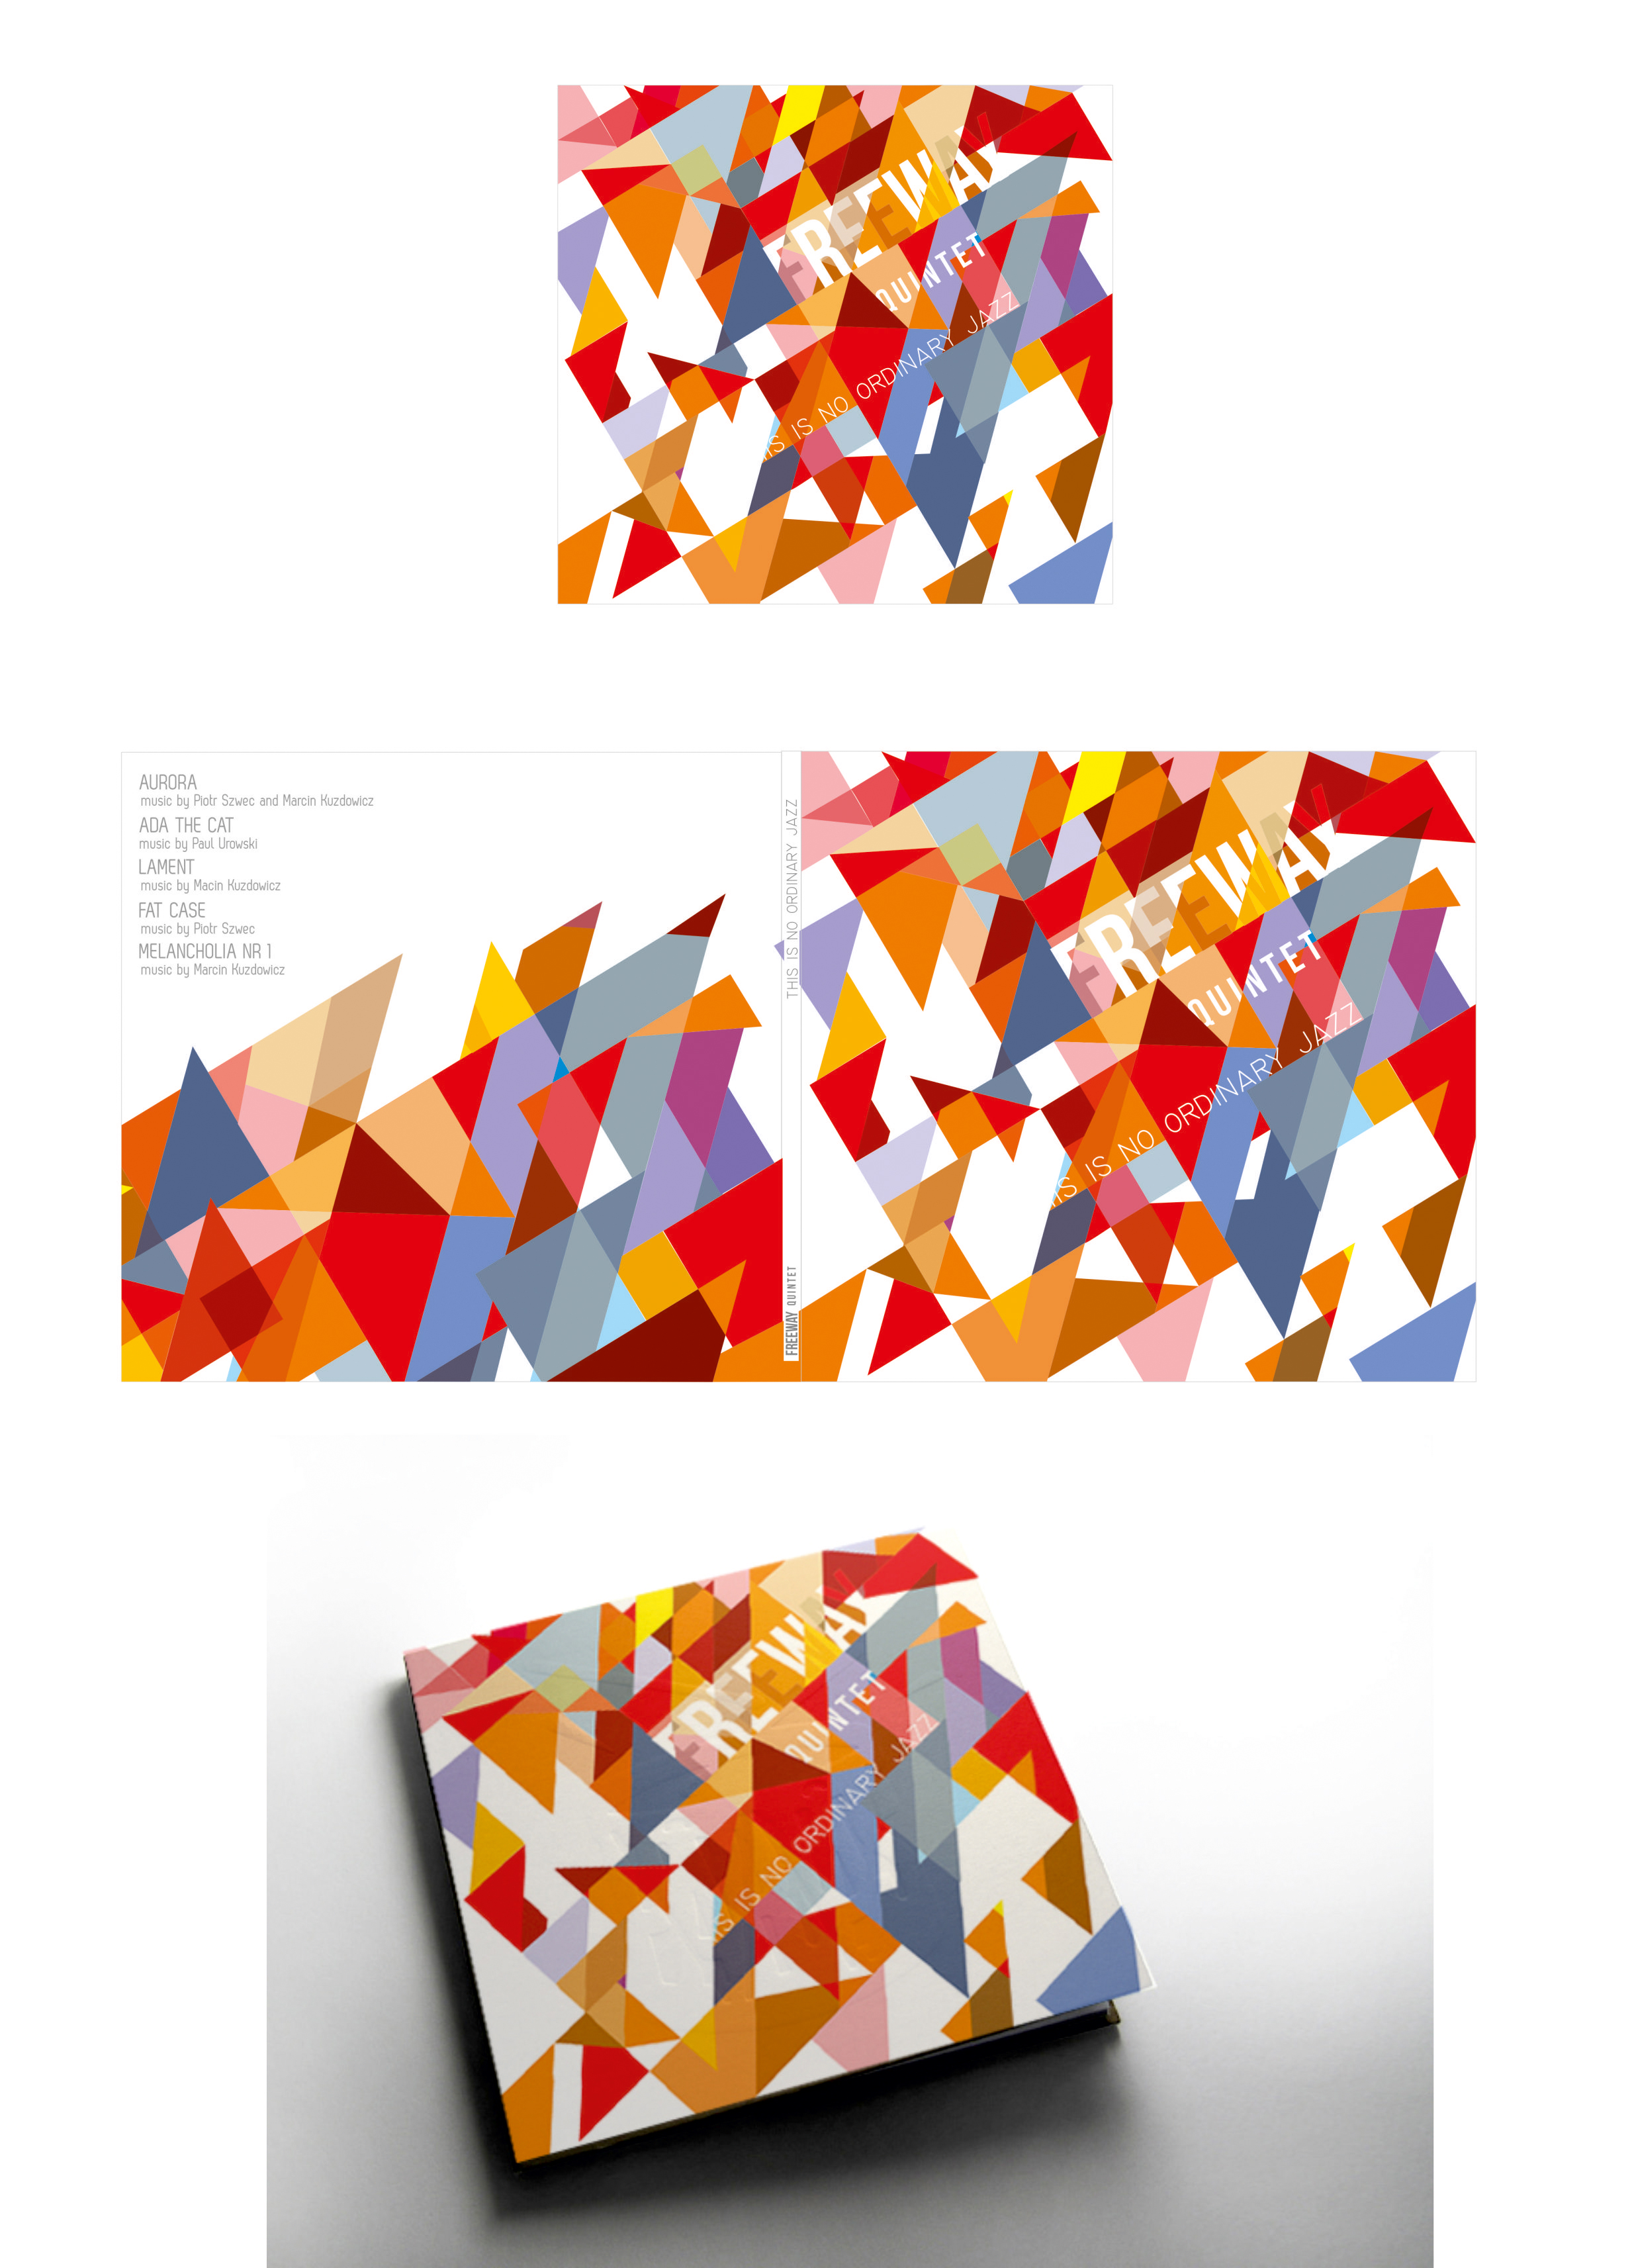 FREEWAY
QUINTET
THIS IS NO ORDINARY JAZZ
AURORA
music by Piotr Szwec and Marcin Kuzdowicz
ADA THE CAT
music by Paul Urowski
LAMENT
music by Macin Kuzdowicz
FAT CASE
music by Piotr Szwec
MELANCHOLIA NR 1
music by Marcin Kuzdowicz
THIS IS NO ORDINARY JAZZ
FREEWAY QUINTET
FREEWAY
QUINTET
THIS IS NO ORDINARY JAZZ
FREEWAY
QUINTET
THIS IS NO ORDINARY JAZZ